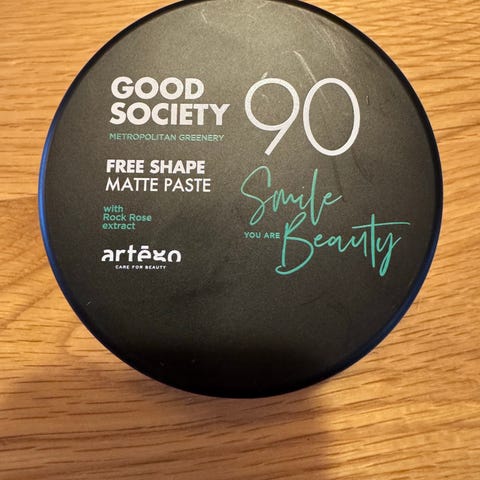 GOOD
SOCIETY
90
METROPOLITAN GREENERY
FREE SHAPE
MATTE PASTE
with
Rock Rose
extract
Smile
YOU ARE Beauty
artègo
CARE FOR BEAUTY